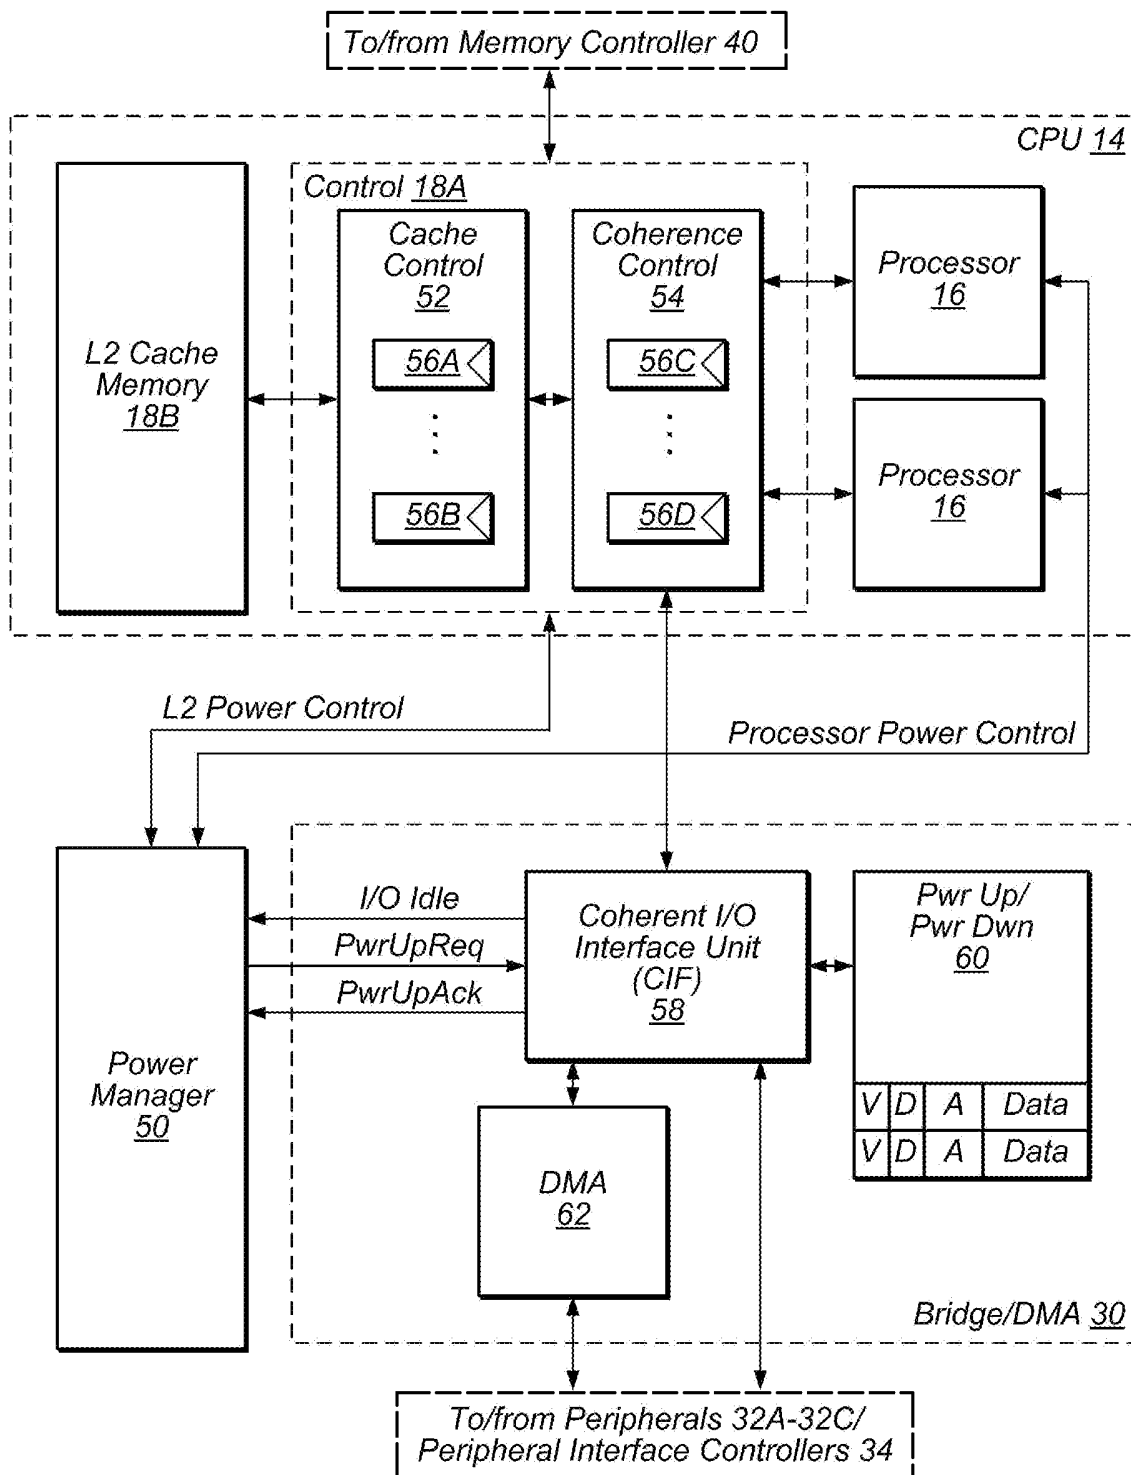 To/from Memory Controller 40
CPU 14
Control 18A
Cache
Control
52
56A
56B
Coherence
Control
54
56C
56D
L2 Cache
Memory
18B
Processor
16
Processor
16
L2 Power Control
Processor Power Control
I/O Idle
PwrUpReq
PwrUpAck
Power
Manager
50
Coherent I/O
Interface Unit
(CIF)
58
Pwr Up/
Pwr Dwn
60
V D A Data
V D A Data
DMA
62
Bridge/DMA 30
To/from Peripherals 32A-32C/
Peripheral Interface Controllers 34